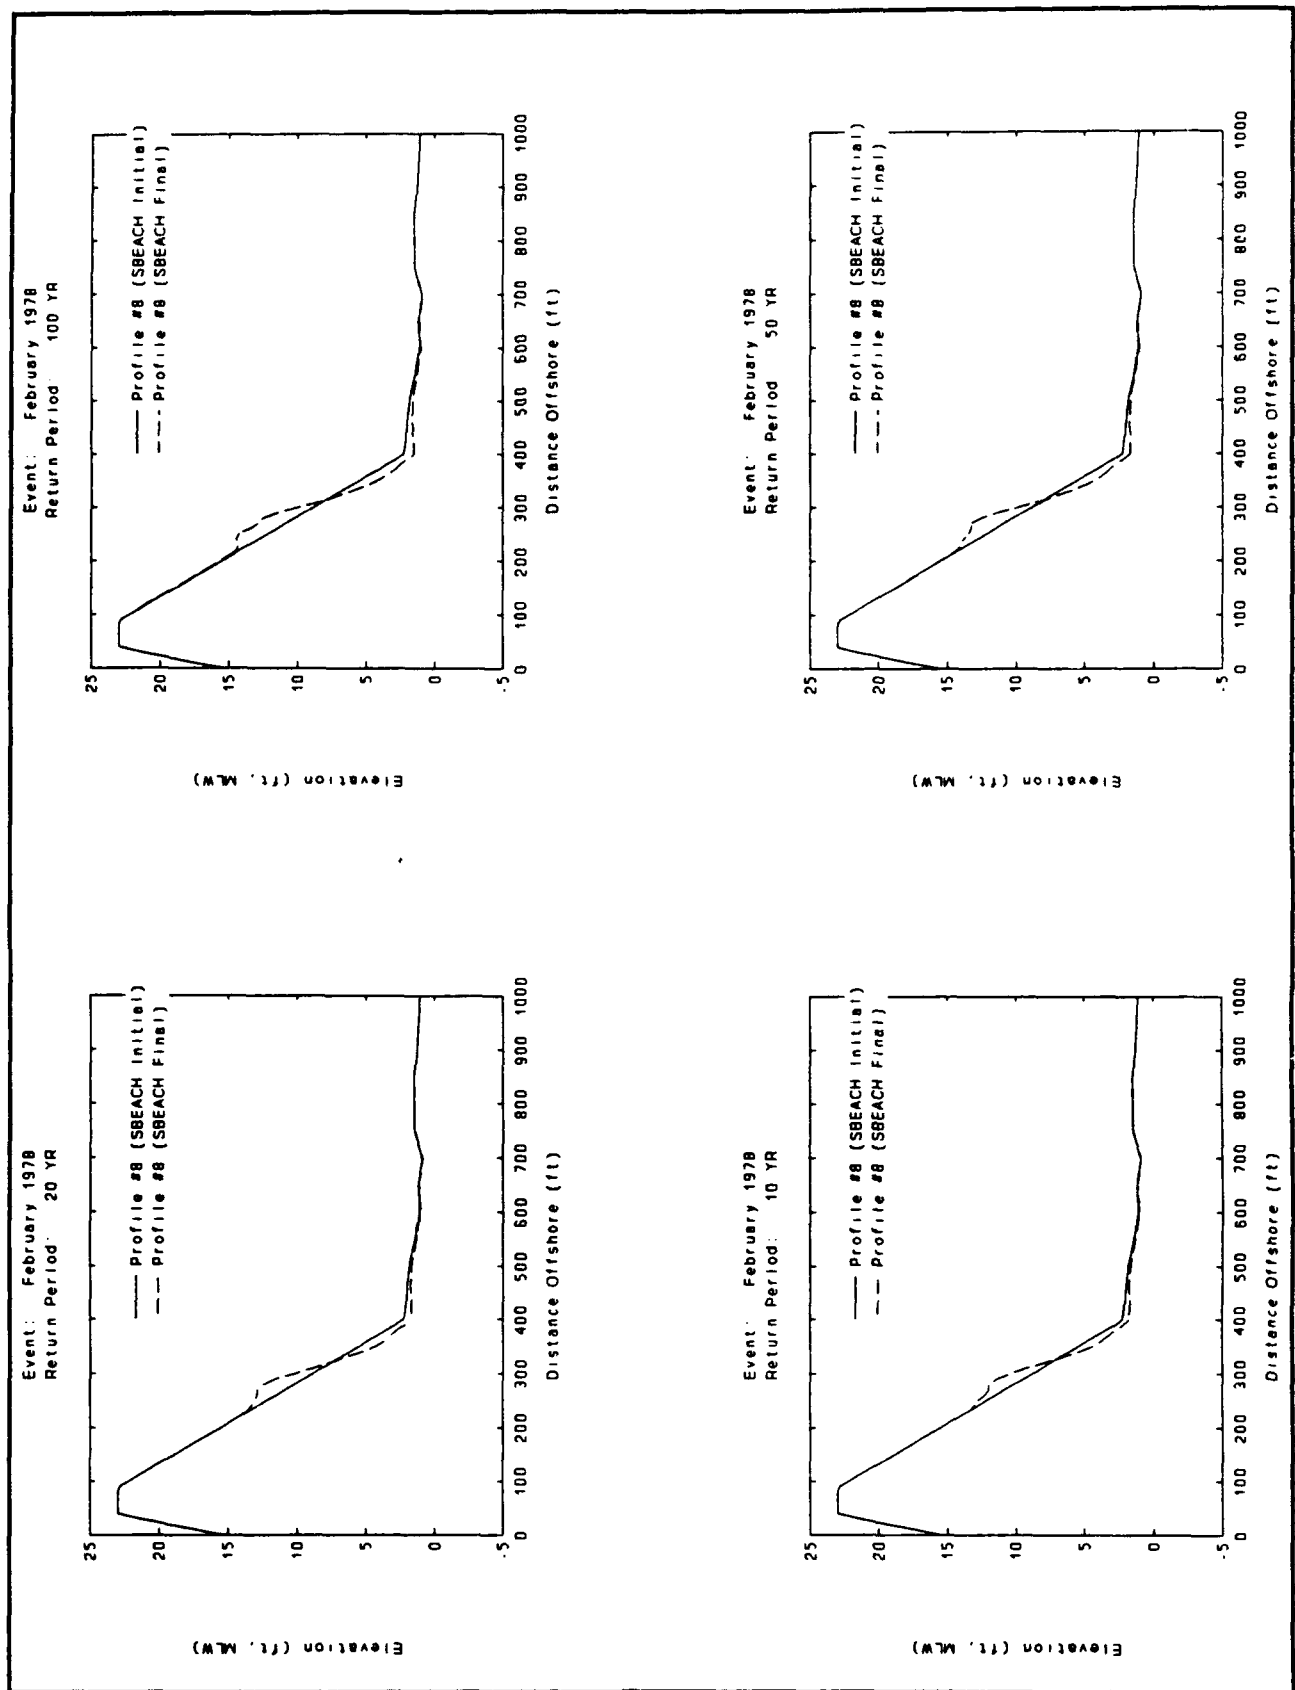 Event: February 1978
Return Period: 20 YR
Profile #8 (SBEACH Initial)
Profile #8 (SBEACH Final)
Elevation (ft, MLW)
25
20
15
10
5
0
-5
0 100 200 300 400 500 600 700 800 900 1000
Distance Offshore (ft)
Event: February 1978
Return Period: 100 YR
Profile #8 (SBEACH Initial)
Profile #8 (SBEACH Final)
Elevation (ft, MLW)
25
20
15
10
5
0
-5
0 100 200 300 400 500 600 700 800 900 1000
Distance Offshore (ft)
Event: February 1978
Return Period: 10 YR
Profile #8 (SBEACH Initial)
Profile #8 (SBEACH Final)
Elevation (ft, MLW)
25
20
15
10
5
0
-5
0 100 200 300 400 500 600 700 800 900 1000
Distance Offshore (ft)
Event: February 1978
Return Period 50 YR
Profile #8 (SBEACH Initial)
Profile #8 (SBEACH Final)
Elevation (ft, MLW)
25
20
15
10
5
0
-5
0 100 200 300 400 500 600 700 800 900 1000
Distance Offshore (ft)